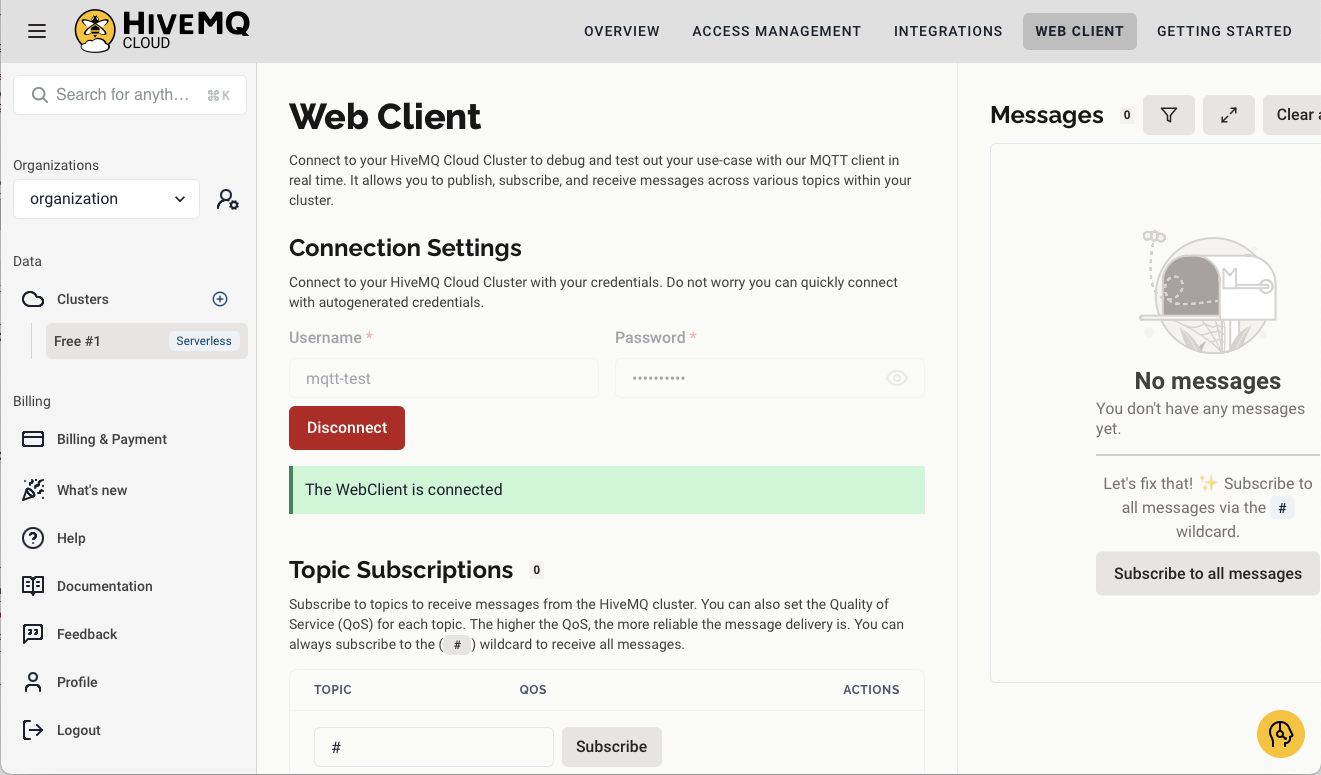 HIVEMQ
CLOUD
OVERVIEW
ACCESS MANAGEMENT
INTEGRATIONS
WEB CLIENT
GETTING STARTED
Search for anyth… ⌘ K
Organizations
organization
Data
Clusters
Free #1 Serverless
Billing
Billing & Payment
What's new
Help
Documentation
Feedback
Profile
Logout
Web Client
Connect to your HiveMQ Cloud Cluster to debug and test out your use-case with our MQTT client in
real time. It allows you to publish, subscribe, and receive messages across various topics within your
cluster.
Connection Settings
Connect to your HiveMQ Cloud Cluster with your credentials. Do not worry you can quickly connect
with autogenerated credentials.
Username * Password *
mqtt-test ••••••••••
Disconnect
The WebClient is connected
Topic Subscriptions 0
Subscribe to topics to receive messages from the HiveMQ cluster. You can also set the Quality of
Service (QoS) for each topic. The higher the QoS, the more reliable the message delivery is. You can
always subscribe to the ( # ) wildcard to receive all messages.
TOPIC QOS ACTIONS
# Subscribe
Messages 0 Clear a
No messages
You don't have any messages
yet.
Let's fix that! ✨ Subscribe to
all messages via the #
wildcard.
Subscribe to all messages